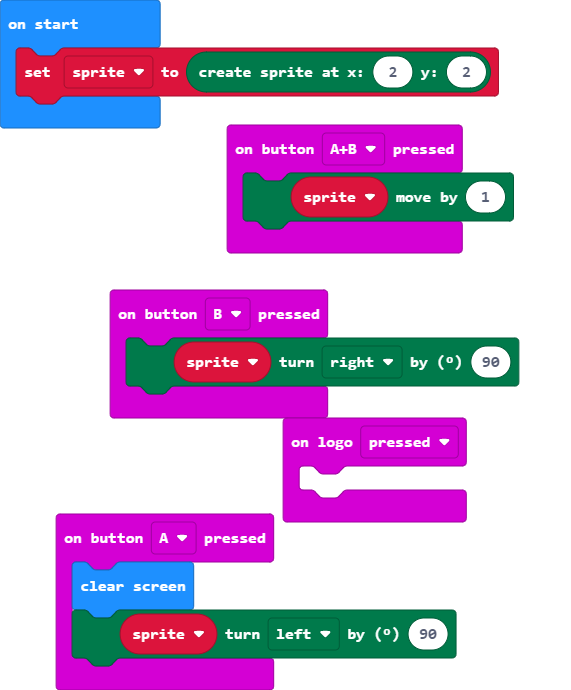 on start
set sprite to create sprite at x: 2 y: 2
on button A+B pressed
sprite move by 1
on button B pressed
sprite turn right by (º) 90
on logo pressed
on button A pressed
clear screen
sprite turn left by (º) 90